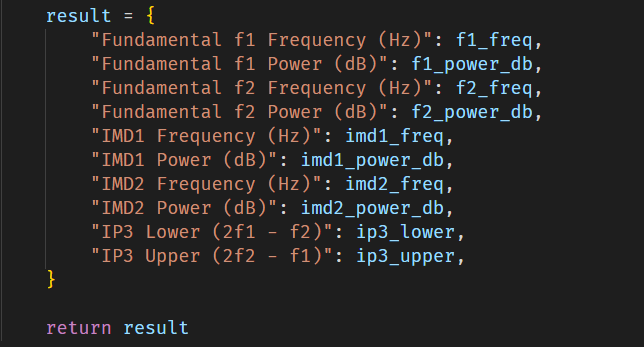 result = {
    "Fundamental f1 Frequency (Hz)": f1_freq,
    "Fundamental f1 Power (dB)": f1_power_db,
    "Fundamental f2 Frequency (Hz)": f2_freq,
    "Fundamental f2 Power (dB)": f2_power_db,
    "IMD1 Frequency (Hz)": imd1_freq,
    "IMD1 Power (dB)": imd1_power_db,
    "IMD2 Frequency (Hz)": imd2_freq,
    "IMD2 Power (dB)": imd2_power_db,
    "IP3 Lower (2f1 - f2)": ip3_lower,
    "IP3 Upper (2f2 - f1)": ip3_upper,
}
return result